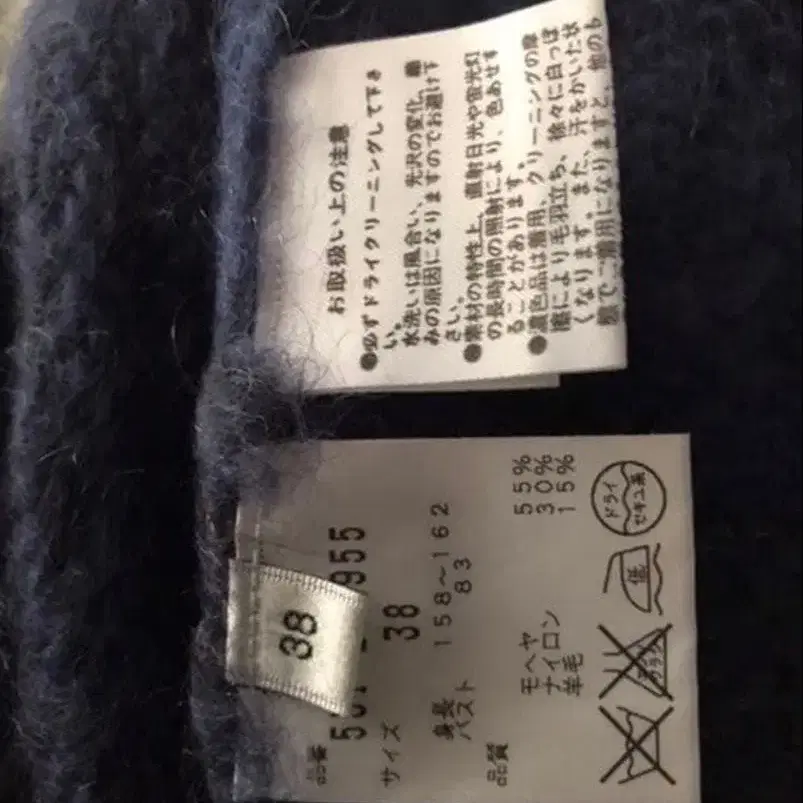 お取扱い上の注意
●必ずドライクリーニングして下さ
い。
水洗いは風合い、光沢の変化、縮
みの原因になりますのでお避け下
さい。
●素材の特性上、直射日光や蛍光灯
の長時間の照射により、色あせす
ることがあります。
●濃色品は着用、クリーニングの摩
擦により毛羽立ち、徐々に白っぽ
くなります。また、汗をかいた状
態でご着用になりますと、他のも
38
品番
955
サイズ 38
身長 158〜162
バスト 83
品質
モヘヤ 55%
ナイロン 30%
羊毛 15%
ドライ
セキユ系
低